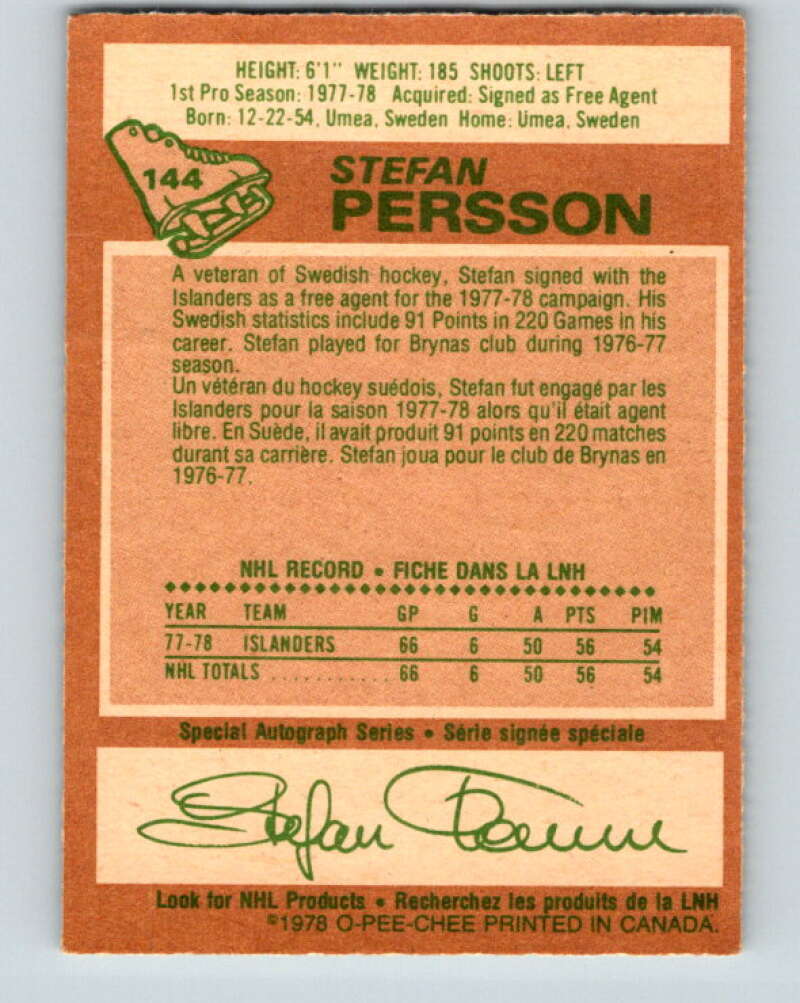 HEIGHT: 6'1" WEIGHT: 185 SHOOTS: LEFT
1st Pro Season: 1977-78 Acquired: Signed as Free Agent
Born: 12-22-54, Umea, Sweden Home: Umea, Sweden
144
STEFAN
PERSSON
A veteran of Swedish hockey, Stefan signed with the
Islanders as a free agent for the 1977-78 campaign. His
Swedish statistics include 91 Points in 220 Games in his
career. Stefan played for Brynas club during 1976-77
season.
Un vétéran du hockey suédois, Stefan fut engagé par les
Islanders pour la saison 1977-78 alors qu'il était agent
libre. En Suède, il avait produit 91 points en 220 matches
durant sa carrière. Stefan joua pour le club de Brynas en
1976-77.
NHL RECORD • FICHE DANS LA LNH
YEAR TEAM GP G A PTS PIM
77-78 ISLANDERS 66 6 50 56 54
NHL TOTALS ........... 66 6 50 56 54
Special Autograph Series • Série signée spéciale
Stefan Persson
Look for NHL Products • Recherchez les produits de la LNH
©1978 O-PEE-CHEE PRINTED IN CANADA.